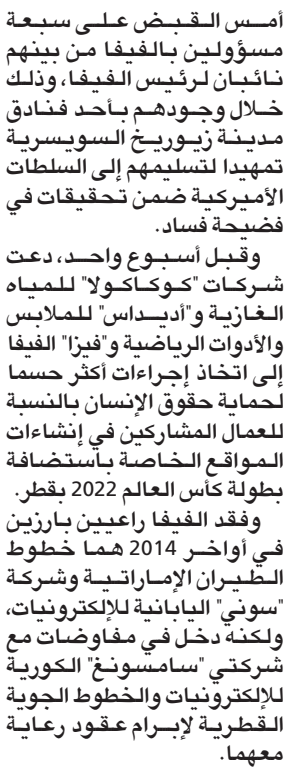 أمس القبض على سبعة
مسؤولين بالفيفا من بينهم
نائبان لرئيس الفيفا، وذلك
خلال وجودهم بأحد فنادق
مدينة زيوريخ السويسرية
تمهيدا لتسليمهم إلى السلطات
الأميركية ضمن تحقيقات في
فضيحة فساد.
وقبل أسبوع واحد، دعت
شركات "كوكاكولا" للمياه
الغازية و"أديداس" للملابس
والأدوات الرياضية و"فيزا" الفيفا
إلى اتخاذ إجراءات أكثر حسما
لحماية حقوق الإنسان بالنسبة
للعمال المشاركين في إنشاءات
المواقع الخاصة باستضافة
بطولة كأس العالم 2022 بقطر.
وفقد الفيفا راعيين بارزين
في أواخر 2014 هما خطوط
الطيران الإماراتية وشركة
"سوني" اليابانية للإلكترونيات،
ولكنه دخل في مفاوضات مع
شركتي "سامسونغ" الكورية
للإلكترونيات والخطوط الجوية
القطرية لإبرام عقود رعاية
معهما.